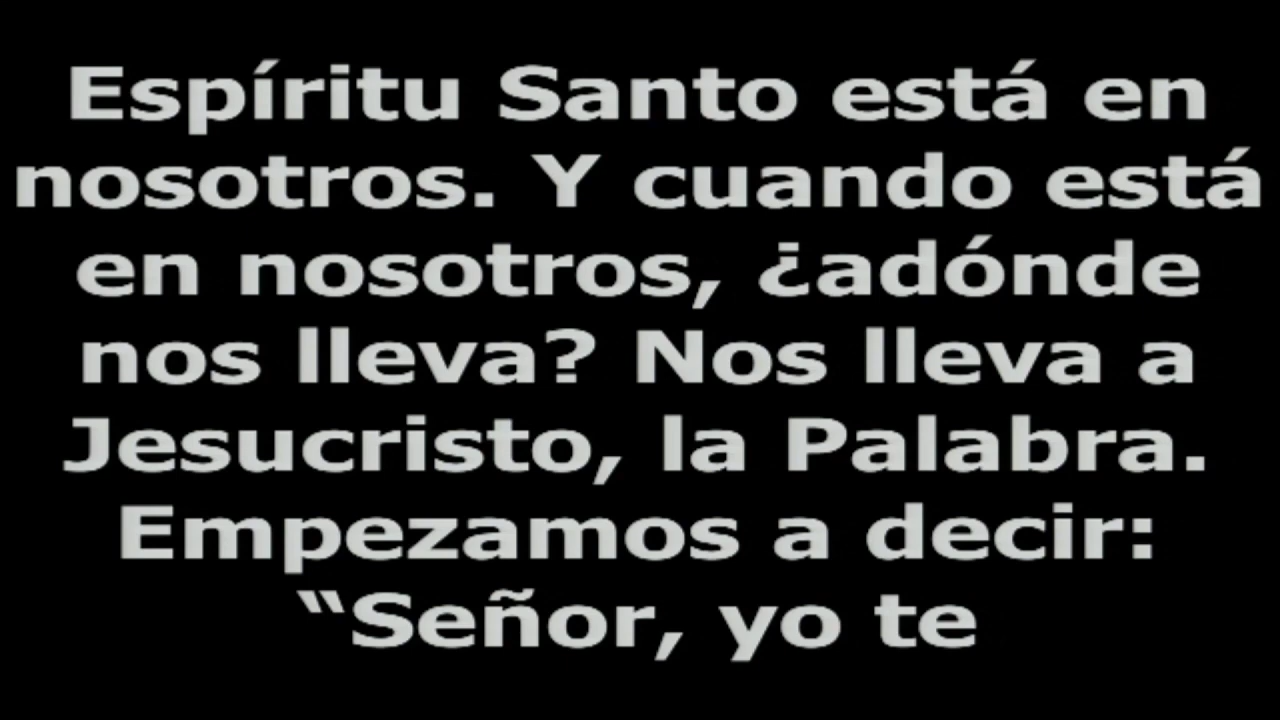 Espíritu Santo está en
nosotros. Y cuando está
en nosotros, ¿adónde
nos lleva? Nos lleva a
Jesucristo, la Palabra.
Empezamos a decir:
“Señor, yo te